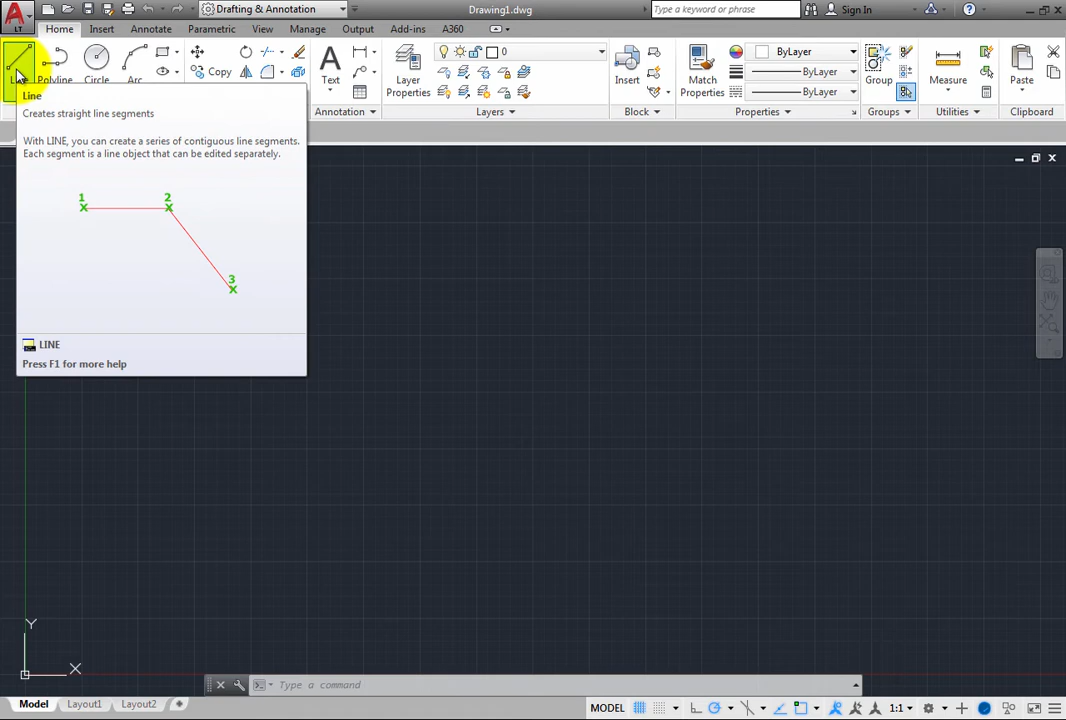 LT
Drafting & Annotation
Drawing1.dwg
Type a keyword or phrase
Sign In
Home Insert Annotate Parametric View Manage Output Add-ins A360
Line Polyline Circle Arc
Copy
Text
Layer Properties
0
Insert
Match Properties
ByLayer
ByLayer
ByLayer
Group
Measure
Paste
Annotation Layers Block Properties Groups Utilities Clipboard
Line
Creates straight line segments
With LINE, you can create a series of contiguous line segments.
Each segment is a line object that can be edited separately.
1
2
3
LINE
Press F1 for more help
Y
X
Type a command
Model Layout1 Layout2
MODEL
1:1